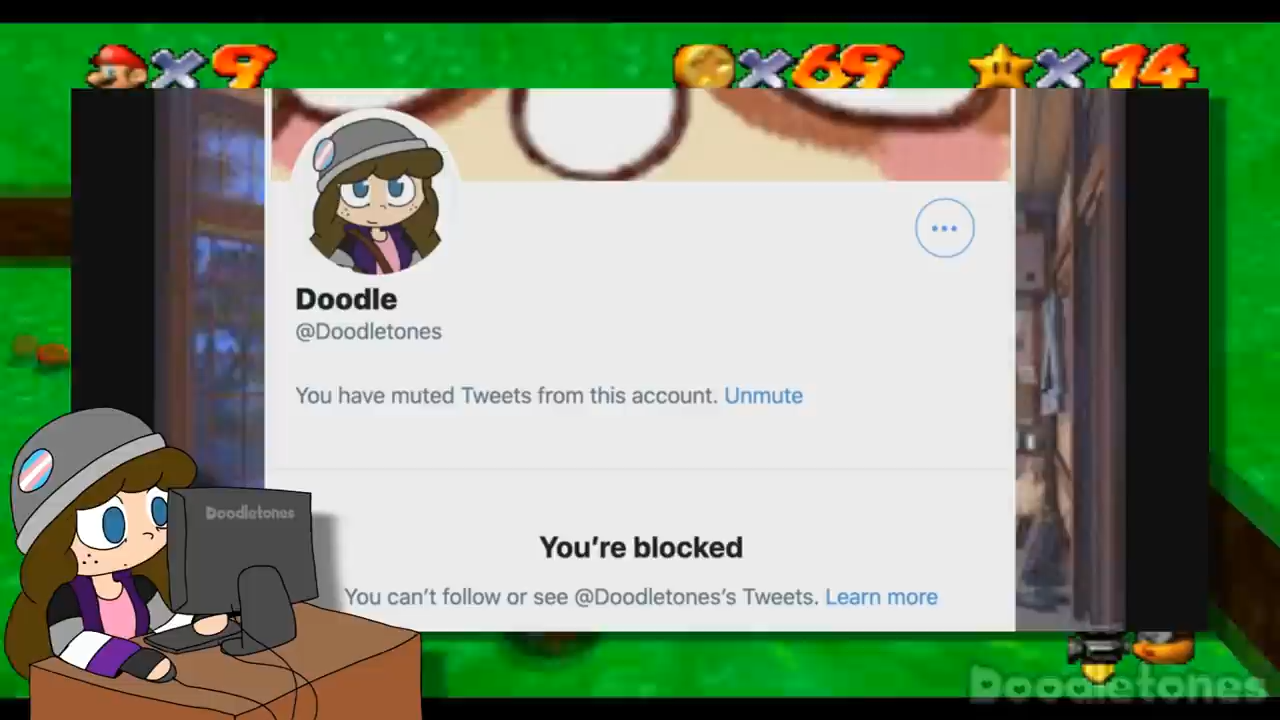 ×9 ×69 ×14
Doodle
@Doodletones
You have muted Tweets from this account. Unmute
Doodletones
You're blocked
You can't follow or see @Doodletones's Tweets. Learn more
Doodletones